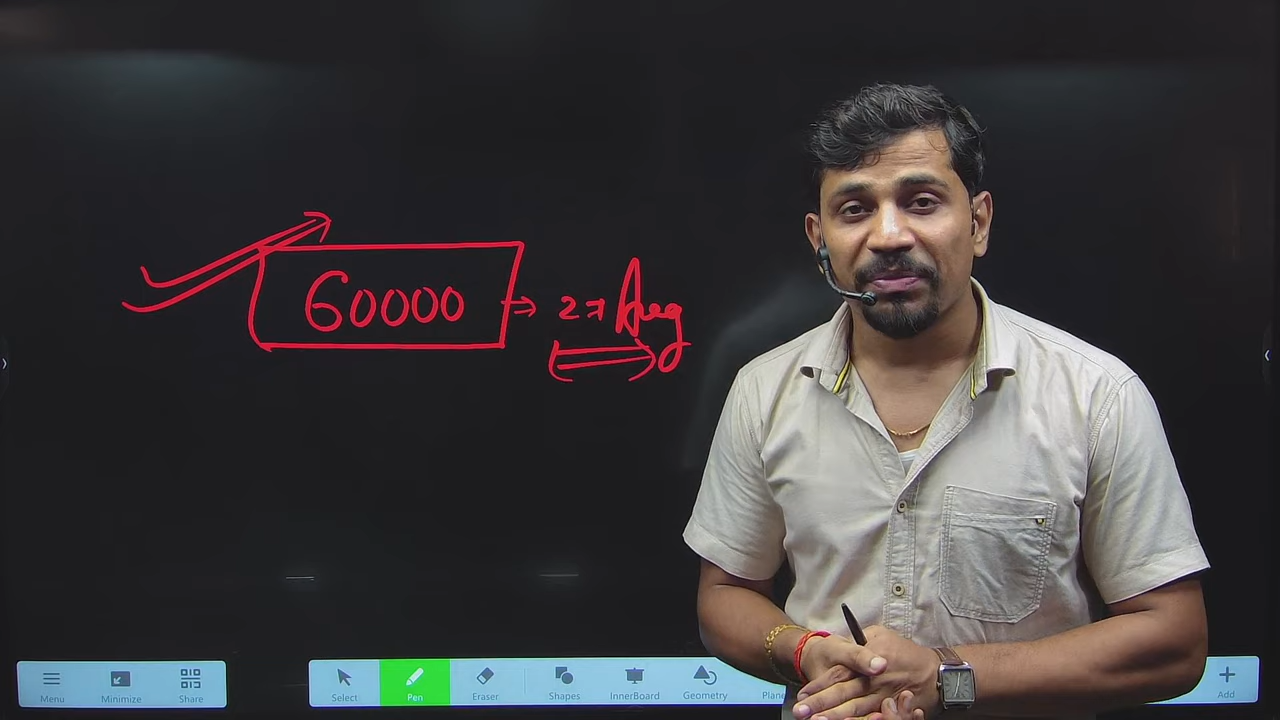 60000 → 27 Aug
Menu Minimize Share Select Pen Eraser Shapes InnerBoard Geometry Add